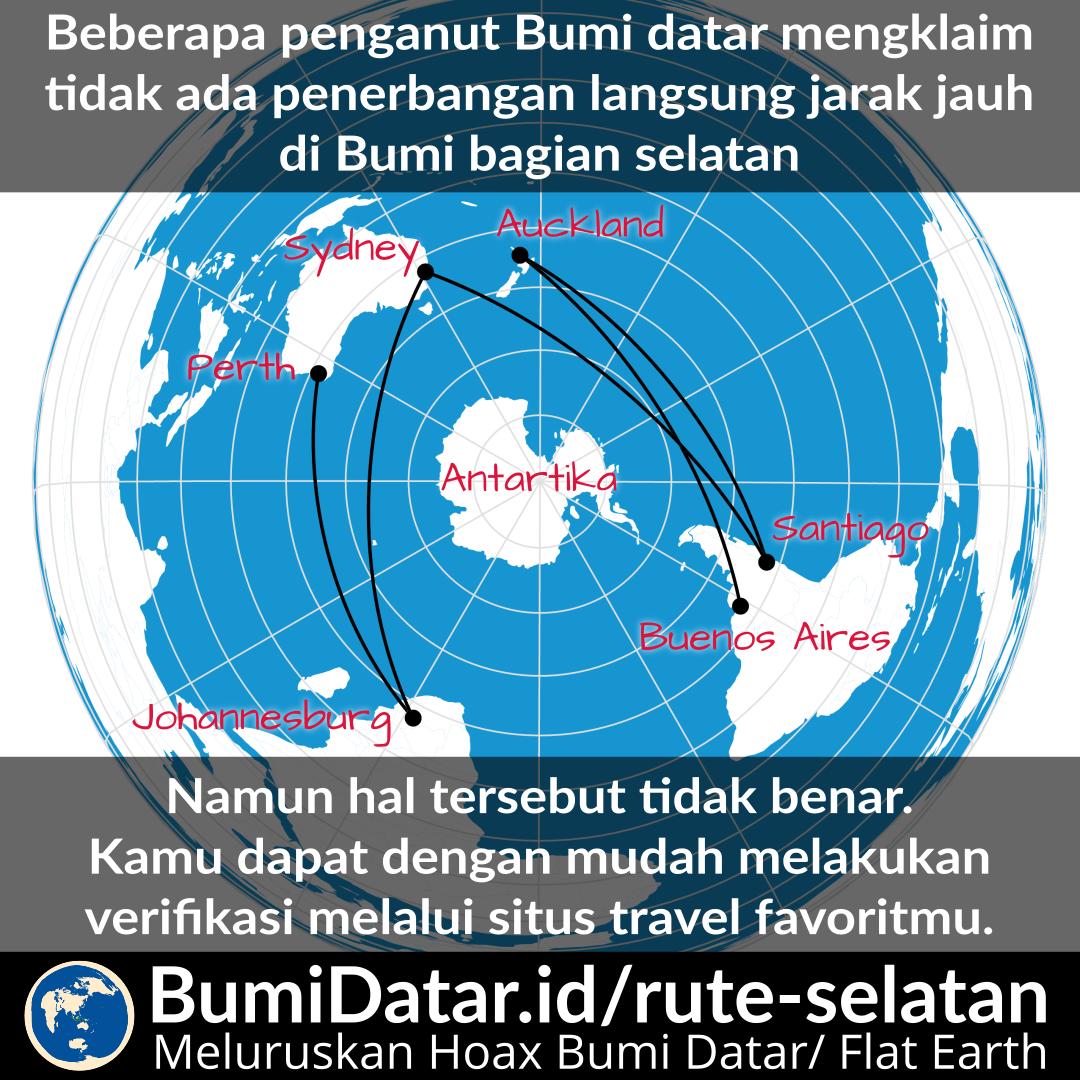 Beberapa penganut Bumi datar mengklaim
tidak ada penerbangan langsung jarak jauh
di Bumi bagian selatan
Auckland
Sydney
Perth
Antartika
Santiago
Buenos Aires
Johannesburg
Namun hal tersebut tidak benar.
Kamu dapat dengan mudah melakukan
verifikasi melalui situs travel favoritmu.
BumiDatar.id/rute-selatan
Meluruskan Hoax Bumi Datar/ Flat Earth